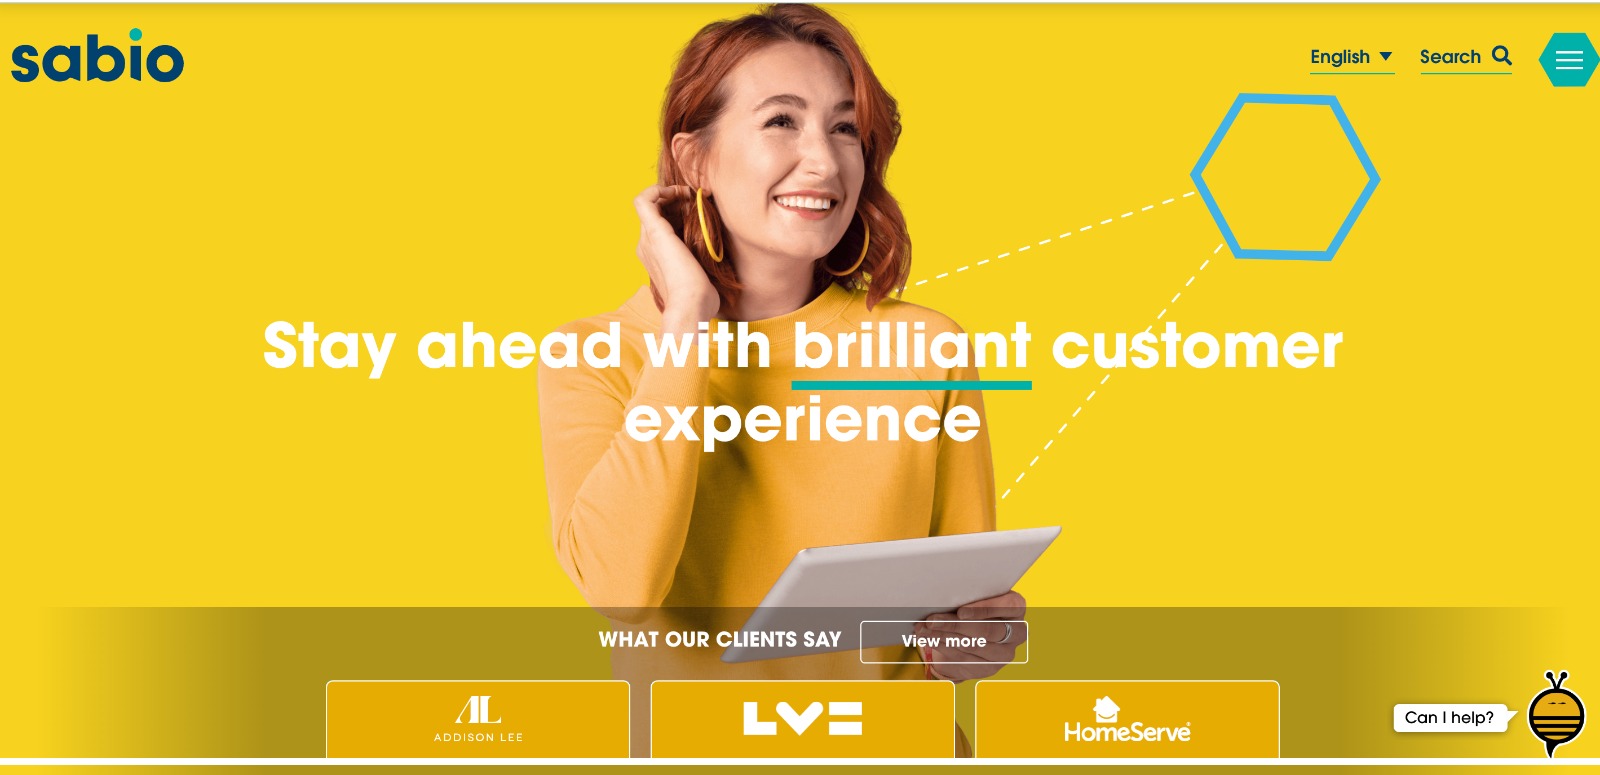 sabio
English
Search
Stay ahead with brilliant customer
experience
WHAT OUR CLIENTS SAY
View more
AL
ADDISON LEE
LVE
HomeServe
Can I help?